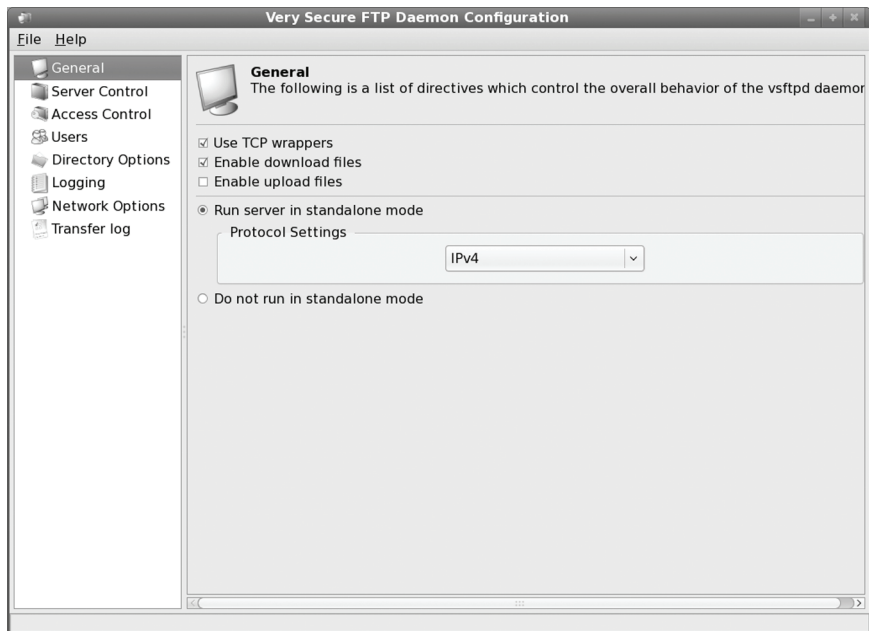 Very Secure FTP Daemon Configuration
File Help
General
Server Control
Access Control
Users
Directory Options
Logging
Network Options
Transfer log
General
The following is a list of directives which control the overall behavior of the vsftpd daemon
Use TCP wrappers
Enable download files
Enable upload files
Run server in standalone mode
Protocol Settings
IPv4
Do not run in standalone mode